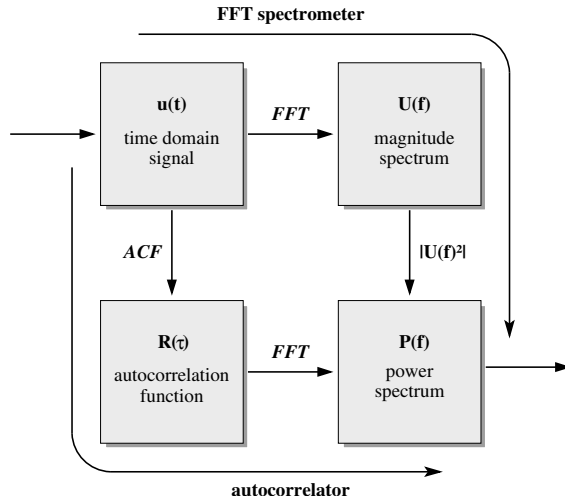 FFT spectrometer
u(t)
time domain
signal
FFT
U(f)
magnitude
spectrum
ACF
|U(f)²|
R(τ)
autocorrelation
function
FFT
P(f)
power
spectrum
autocorrelator